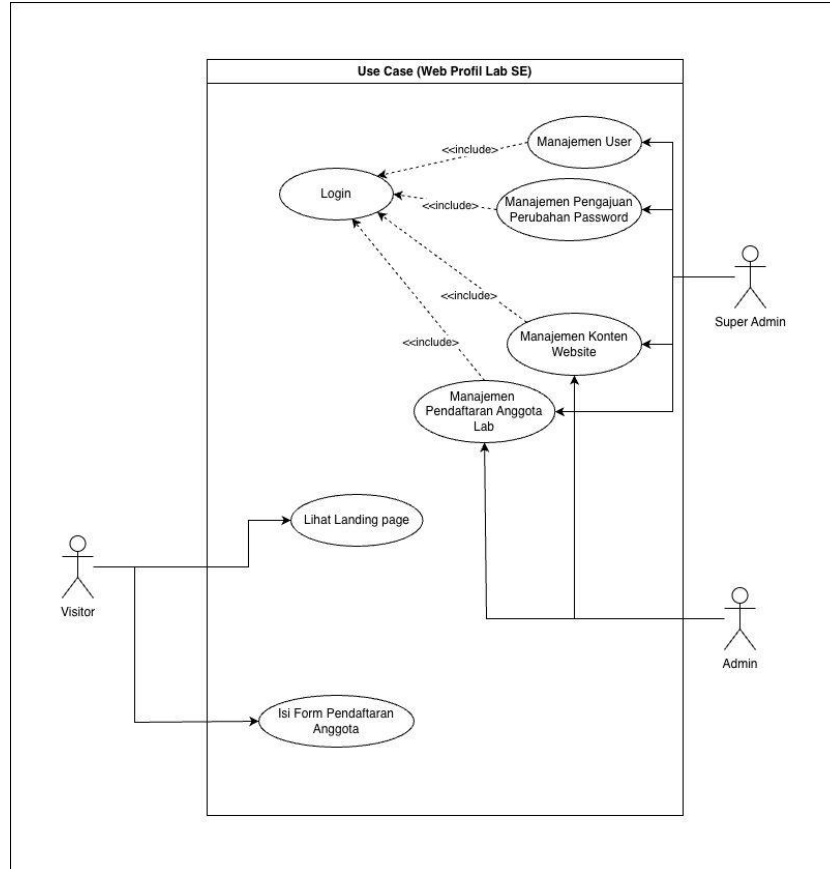 Use Case (Web Profil Lab SE)
Manajemen User
<<include>
Login
Manajemen Pengajuan
Perubahan Password
<<include>
Super Admin
<<include>
Manajemen Konten
Website
<<include>
Manajemen
Pendaftaran Anggota
Lab
Lihat Landing page
Visitor
Admin
Isi Form Pendaftaran
Anggota